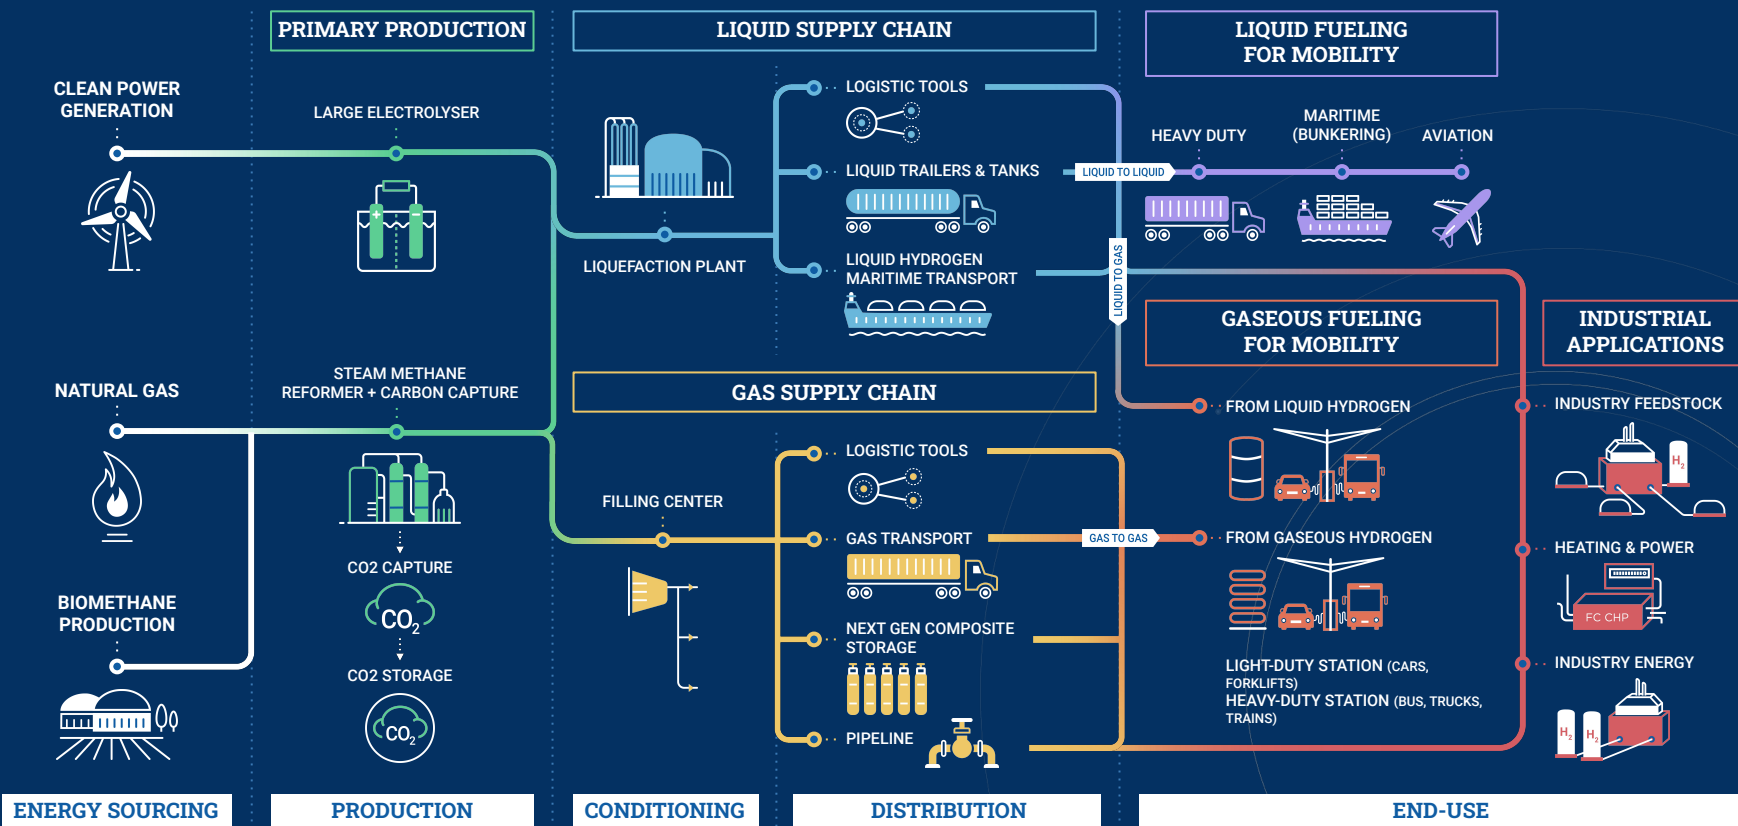 PRIMARY PRODUCTION
LIQUID SUPPLY CHAIN
LIQUID FUELING
FOR MOBILITY
CLEAN POWER
GENERATION
LARGE ELECTROLYSER
LIQUEFACTION PLANT
LOGISTIC TOOLS
LIQUID TRAILERS & TANKS
LIQUID HYDROGEN
MARITIME TRANSPORT
LIQUID TO LIQUID
LIQUID TO GAS
HEAVY DUTY
MARITIME
(BUNKERING)
AVIATION
NATURAL GAS
STEAM METHANE
REFORMER + CARBON CAPTURE
CO2 CAPTURE
CO2
CO2 STORAGE
CO2
BIOMETHANE
PRODUCTION
GAS SUPPLY CHAIN
FILLING CENTER
LOGISTIC TOOLS
GAS TRANSPORT
NEXT GEN COMPOSITE
STORAGE
PIPELINE
GAS TO GAS
GASEOUS FUELING
FOR MOBILITY
FROM LIQUID HYDROGEN
FROM GASEOUS HYDROGEN
LIGHT-DUTY STATION (CARS,
FORKLIFTS)
HEAVY-DUTY STATION (BUS, TRUCKS,
TRAINS)
INDUSTRIAL
APPLICATIONS
INDUSTRY FEEDSTOCK
H2
HEATING & POWER
FC CHP
INDUSTRY ENERGY
H2
H2
ENERGY SOURCING
PRODUCTION
CONDITIONING
DISTRIBUTION
END-USE